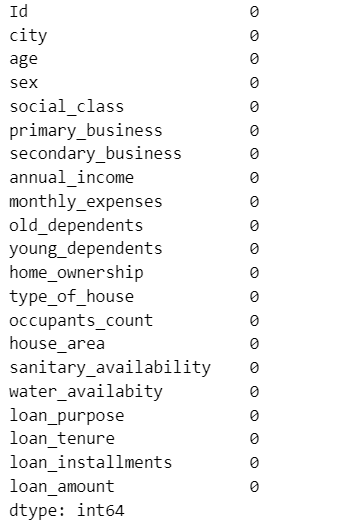 Id 0
city 0
age 0
sex 0
social_class 0
primary_business 0
secondary_business 0
annual_income 0
monthly_expenses 0
old_dependents 0
young_dependents 0
home_ownership 0
type_of_house 0
occupants_count 0
house_area 0
sanitary_availability 0
water_availabity 0
loan_purpose 0
loan_tenure 0
loan_installments 0
loan_amount 0
dtype: int64